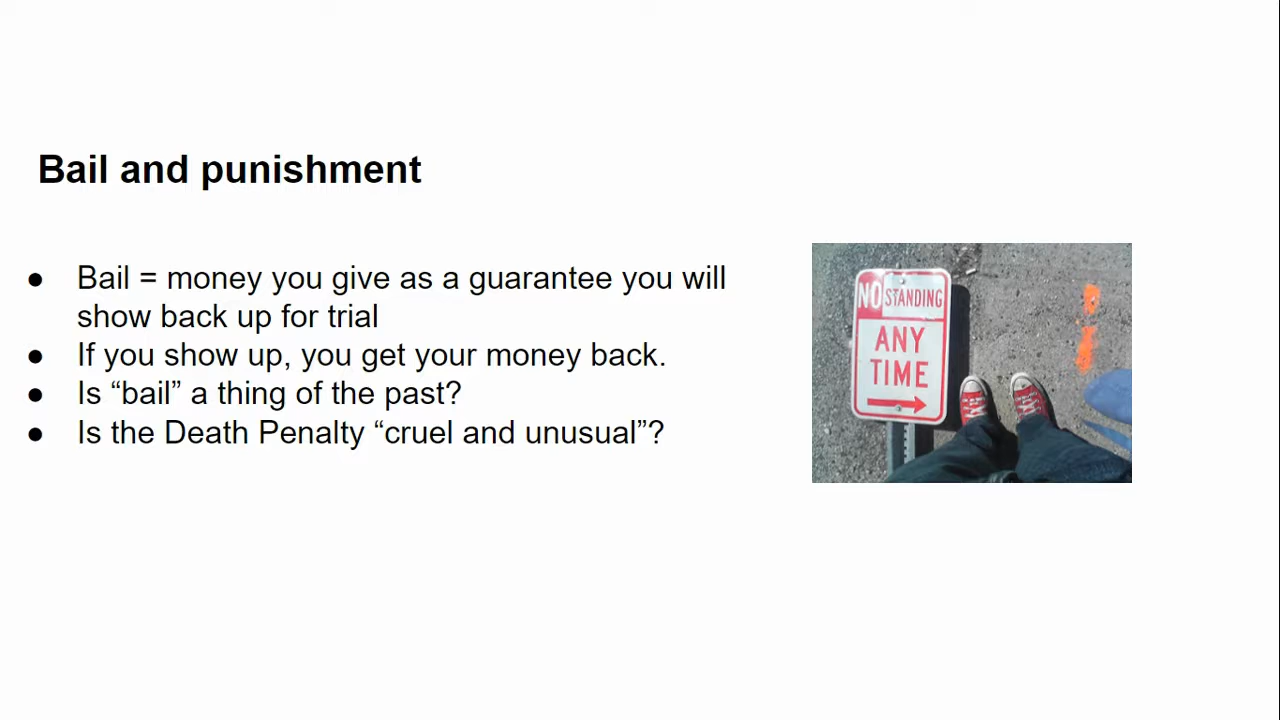 Bail and punishment
● Bail = money you give as a guarantee you will
show back up for trial
● If you show up, you get your money back.
● Is “bail” a thing of the past?
● Is the Death Penalty “cruel and unusual”?
NO STANDING
ANY
TIME